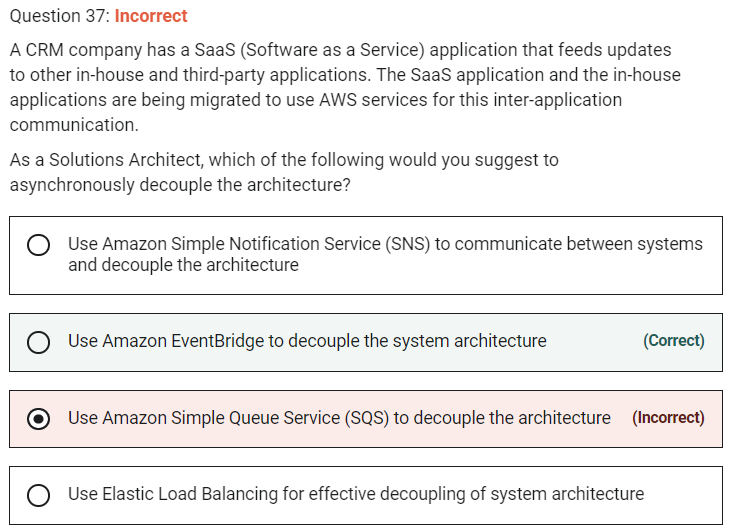 Question 37: Incorrect
A CRM company has a SaaS (Software as a Service) application that feeds updates
to other in-house and third-party applications. The SaaS application and the in-house
applications are being migrated to use AWS services for this inter-application
communication.
As a Solutions Architect, which of the following would you suggest to
asynchronously decouple the architecture?
Use Amazon Simple Notification Service (SNS) to communicate between systems
and decouple the architecture
Use Amazon EventBridge to decouple the system architecture (Correct)
Use Amazon Simple Queue Service (SQS) to decouple the architecture (Incorrect)
Use Elastic Load Balancing for effective decoupling of system architecture